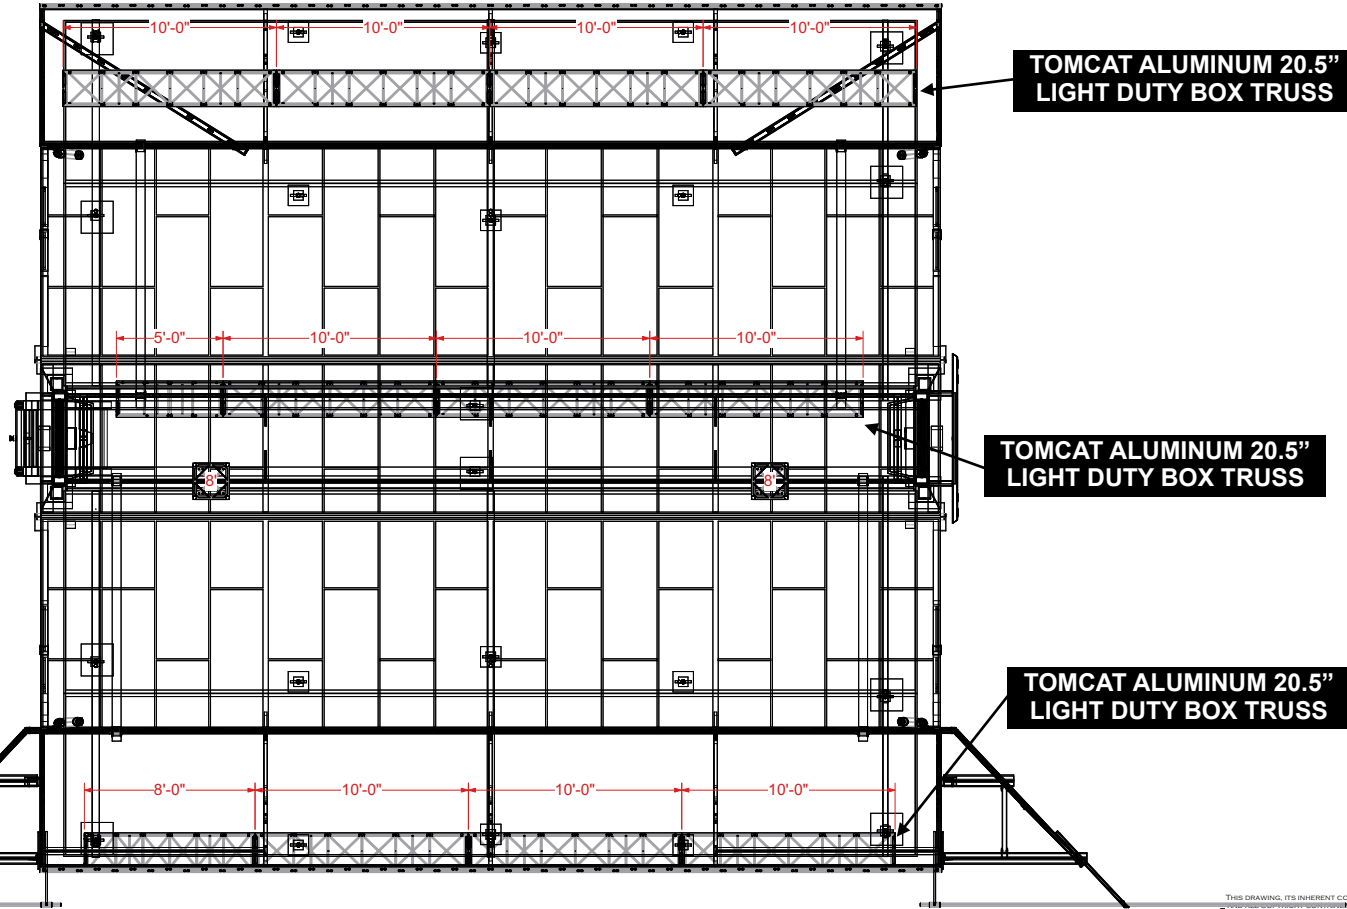 10'-0" 10'-0" 10'-0" 10'-0"
TOMCAT ALUMINUM 20.5”
LIGHT DUTY BOX TRUSS
5'-0" 10'-0" 10'-0" 10'-0"
TOMCAT ALUMINUM 20.5”
LIGHT DUTY BOX TRUSS
8' 8'
TOMCAT ALUMINUM 20.5”
LIGHT DUTY BOX TRUSS
8'-0" 10'-0" 10'-0" 10'-0"
THIS DRAWING, ITS INHERENT CO